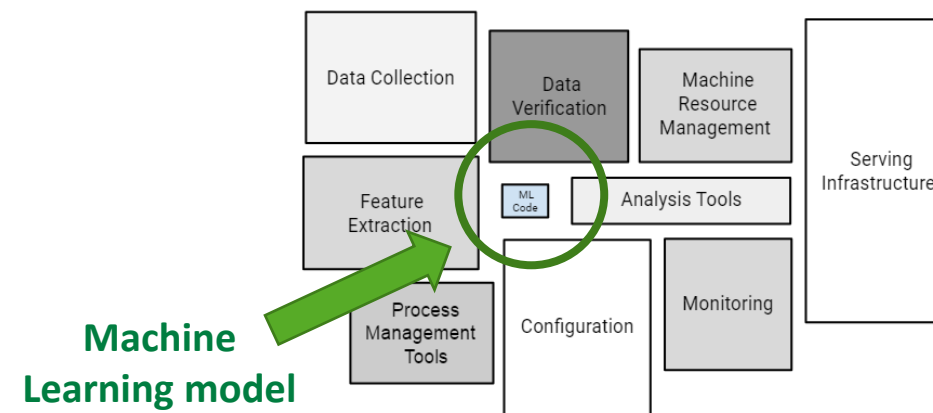 Data Collection
Data
Verification
Machine
Resource
Management
Serving
Infrastructure
Feature
Extraction
ML
Code
Analysis Tools
Process
Management
Tools
Configuration
Monitoring
Machine
Learning model